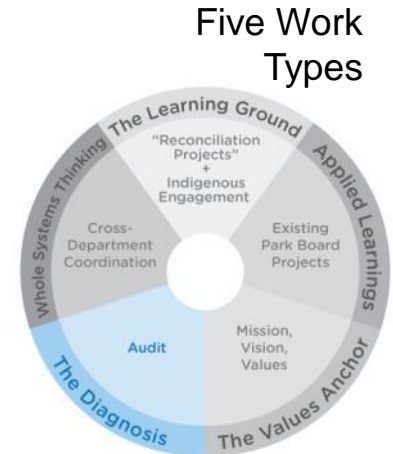 Five Work
Types
The Learning Ground
"Reconciliation
Projects"
+
Indigenous
Engagement
Applied Learnings
Existing
Park Board
Projects
The Values Anchor
Mission,
Vision,
Values
The Diagnosis
Audit
Whole Systems Thinking
Cross-
Department
Coordination